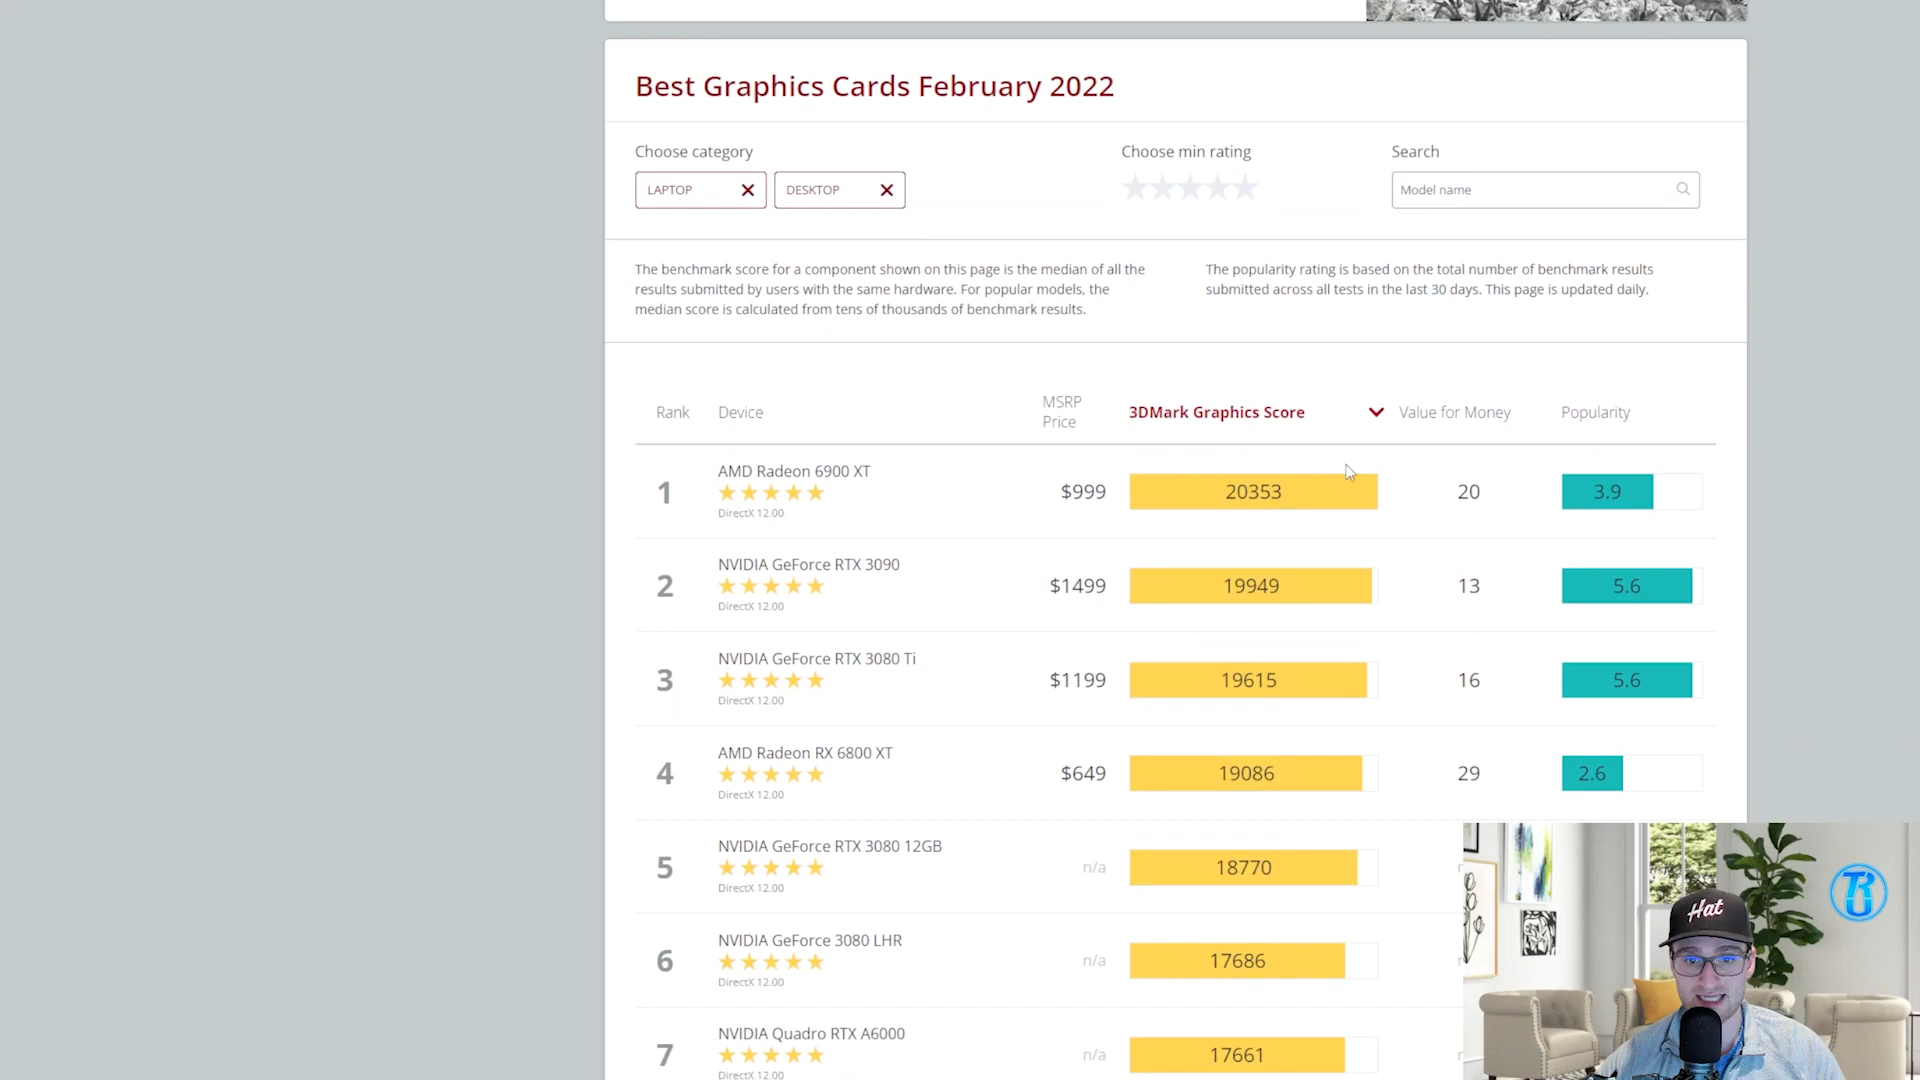 Best Graphics Cards February 2022
Choose category
Choose min rating
Search
LAPTOP
DESKTOP
Model name
The benchmark score for a component shown on this page is the median of all the
results submitted by users with the same hardware. For popular models, the
median score is calculated from tens of thousands of benchmark results.
The popularity rating is based on the total number of benchmark results
submitted across all tests in the last 30 days. This page is updated daily.
Rank
Device
MSRP
Price
3DMark Graphics Score
Value for Money
Popularity
1
AMD Radeon 6900 XT
DirectX 12.00
$999
20353
20
3.9
2
NVIDIA GeForce RTX 3090
DirectX 12.00
$1499
19949
13
5.6
3
NVIDIA GeForce RTX 3080 Ti
DirectX 12.00
$1199
19615
16
5.6
4
AMD Radeon RX 6800 XT
DirectX 12.00
$649
19086
29
2.6
5
NVIDIA GeForce RTX 3080 12GB
DirectX 12.00
n/a
18770
6
NVIDIA GeForce 3080 LHR
DirectX 12.00
n/a
17686
7
NVIDIA Quadro RTX A6000
DirectX 12.00
n/a
17661
Hat